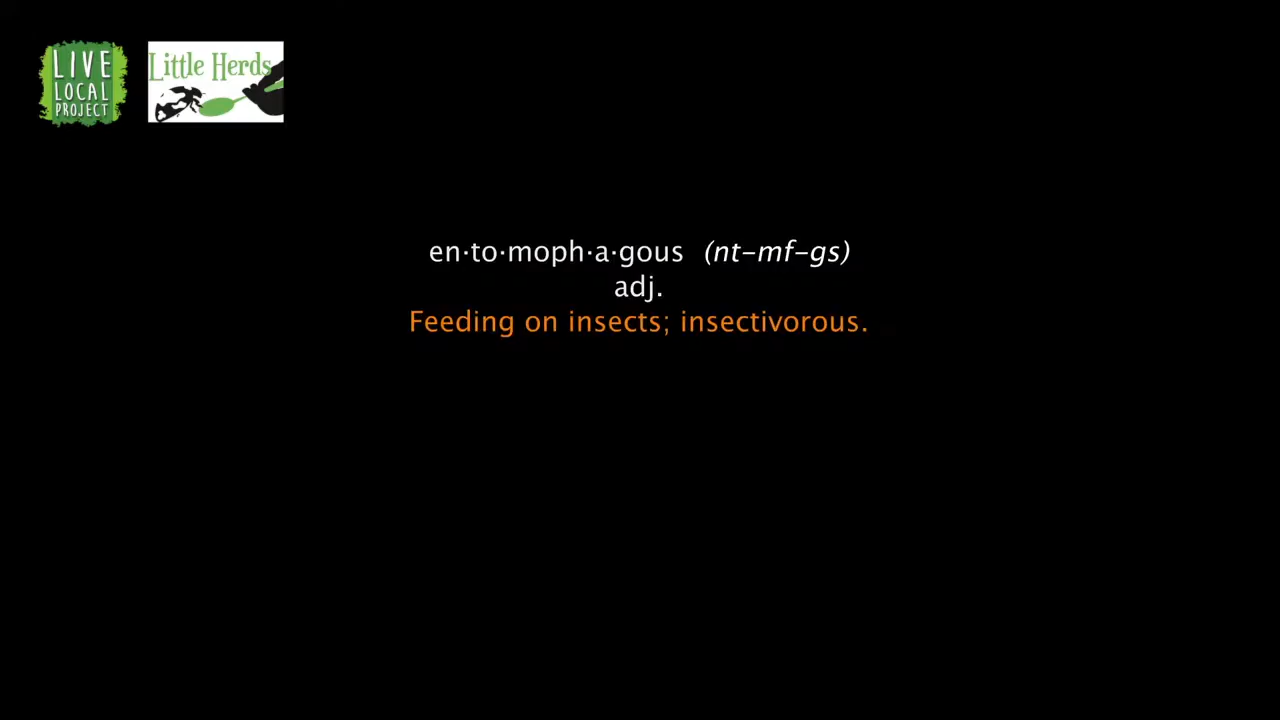 LIVE
LOCAL
PROJECT
Little Herds
en·to·moph·a·gous (nt-mf-gs)
adj.
Feeding on insects; insectivorous.